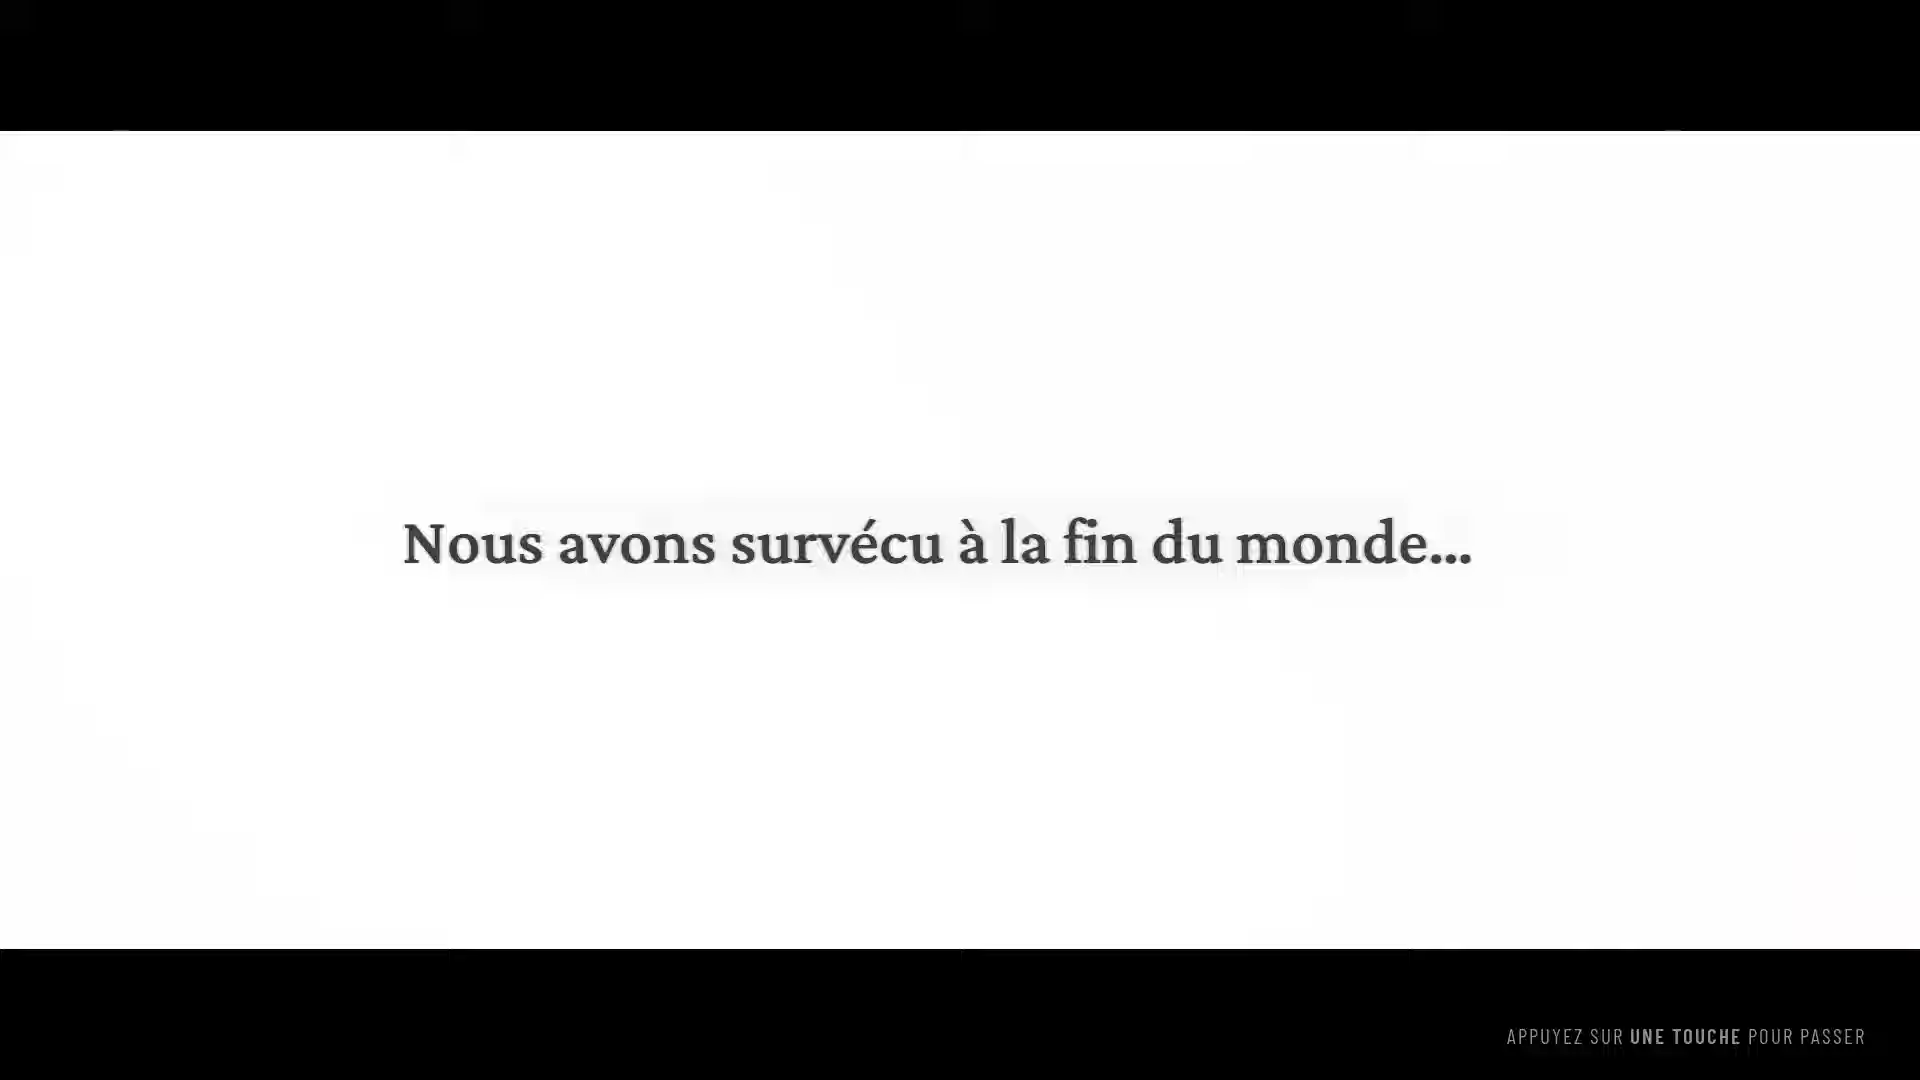 Nous avons survécu à la fin du monde...
APPUYEZ SUR UNE TOUCHE POUR PASSER